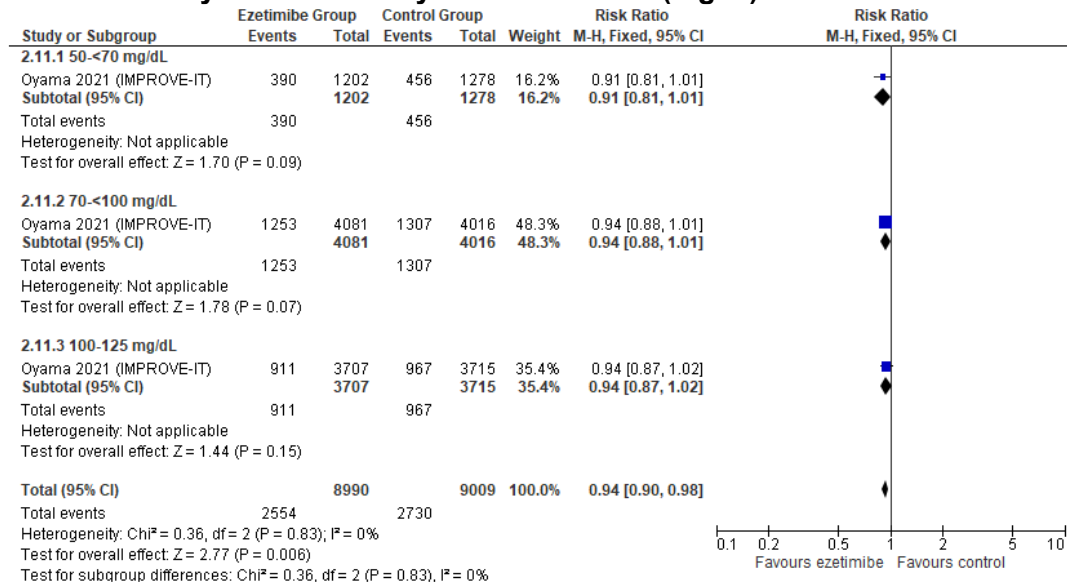 Ezetimibe Group Control Group Risk Ratio Risk Ratio
Study or Subgroup Events Total Events Total Weight M-H, Fixed, 95% CI M-H, Fixed, 95% CI
2.11.1 50-<70 mg/dL
Oyama 2021 (IMPROVE-IT) 390 1202 456 1278 16.2% 0.91 [0.81, 1.01]
Subtotal (95% CI) 1202 1278 16.2% 0.91 [0.81, 1.01]
Total events 390 456
Heterogeneity: Not applicable
Test for overall effect: Z = 1.70 (P = 0.09)
2.11.2 70-<100 mg/dL
Oyama 2021 (IMPROVE-IT) 1253 4081 1307 4016 48.3% 0.94 [0.88, 1.01]
Subtotal (95% CI) 4081 4016 48.3% 0.94 [0.88, 1.01]
Total events 1253 1307
Heterogeneity: Not applicable
Test for overall effect: Z = 1.78 (P = 0.07)
2.11.3 100-125 mg/dL
Oyama 2021 (IMPROVE-IT) 911 3707 967 3715 35.4% 0.94 [0.87, 1.02]
Subtotal (95% CI) 3707 3715 35.4% 0.94 [0.87, 1.02]
Total events 911 967
Heterogeneity: Not applicable
Test for overall effect: Z = 1.44 (P = 0.15)
Total (95% CI) 8990 9009 100.0% 0.94 [0.90, 0.98]
Total events 2554 2730
Heterogeneity: Chi² = 0.36, df = 2 (P = 0.83); I² = 0%
Test for overall effect: Z = 2.77 (P = 0.006)
Test for subgroup differences: Chi² = 0.36, df = 2 (P = 0.83), I² = 0%
0.1 0.2 0.5 1 2 5 10
Favours ezetimibe Favours control